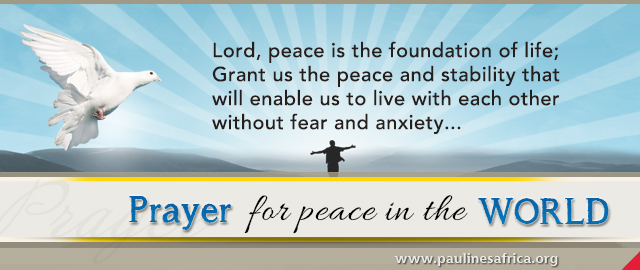 Lord, peace is the foundation of life;
Grant us the peace and stability that
will enable us to live with each other
without fear and anxiety...
Prayer for peace in the WORLD
www.paulinesafrica.org